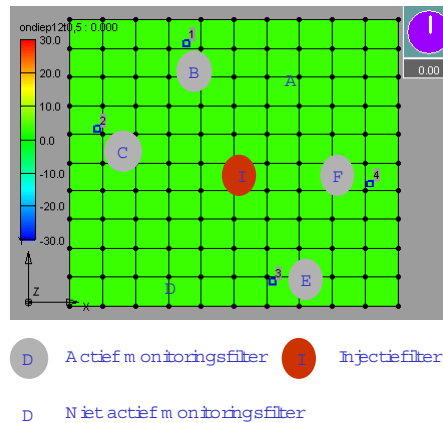 ondiep12t0,5 : 0.000
30.0
20.0
10.0
0.0
-10.0
-20.0
-30.0
0.00
1
B
A
2
C
I
F
4
3
E
D
Z
X
D Actief monitoringsfilter I Injectiefilter
D Niet actief monitoringsfilter